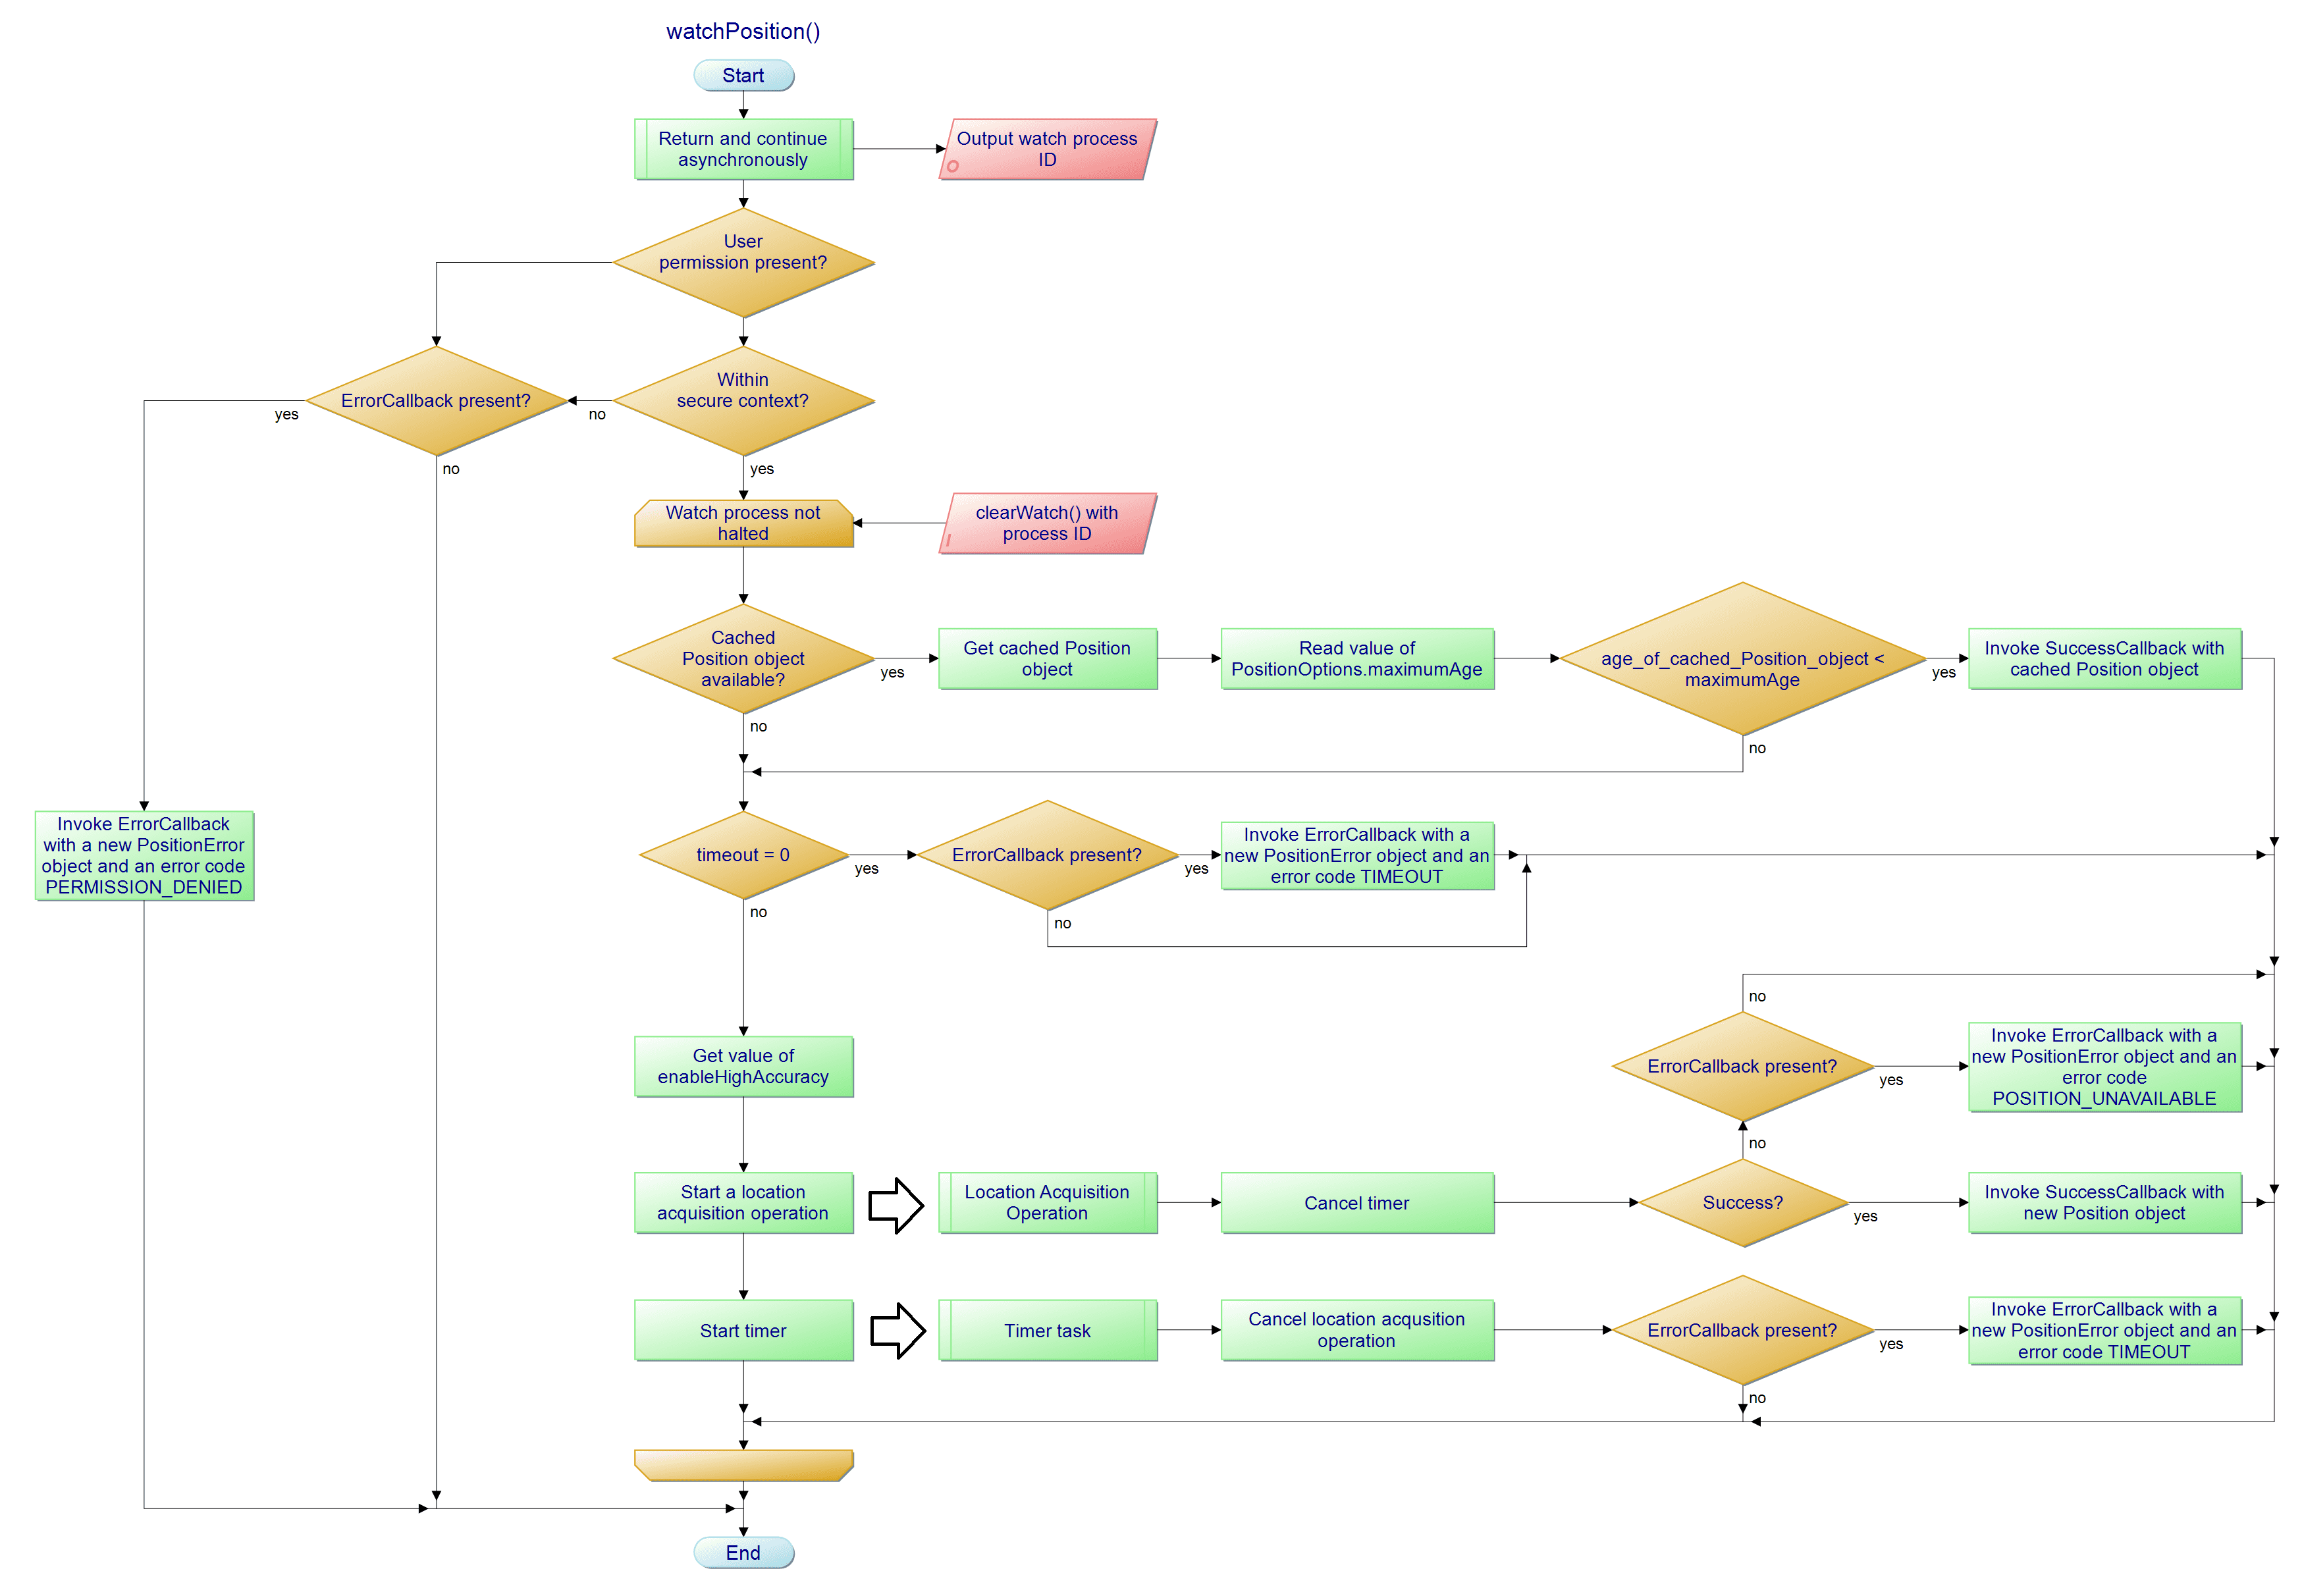 watchPosition()
Start
Return and continue
asynchronously
Output watch process
ID
O
User
permission present?
Within
secure context?
ErrorCallback present?
yes
no
no
yes
Watch process not
halted
clearWatch() with
process ID
I
Cached
Position object
available?
yes
no
Get cached Position
object
Read value of
PositionOptions.maximumAge
age_of_cached_Position_object <
maximumAge
yes
no
Invoke SuccessCallback with
cached Position object
Invoke ErrorCallback
with a new PositionError
object and an error code
PERMISSION_DENIED
timeout = 0
yes
no
ErrorCallback present?
yes
no
Invoke ErrorCallback with a
new PositionError object and an
error code TIMEOUT
Get value of
enableHighAccuracy
no
ErrorCallback present?
yes
Invoke ErrorCallback with a
new PositionError object and an
error code
POSITION_UNAVAILABLE
no
Start a location
acquisition operation
Location Acquisition
Operation
Cancel timer
Success?
yes
Invoke SuccessCallback with
new Position object
Start timer
Timer task
Cancel location acqusition
operation
ErrorCallback present?
yes
no
Invoke ErrorCallback with a
new PositionError object and an
error code TIMEOUT
End